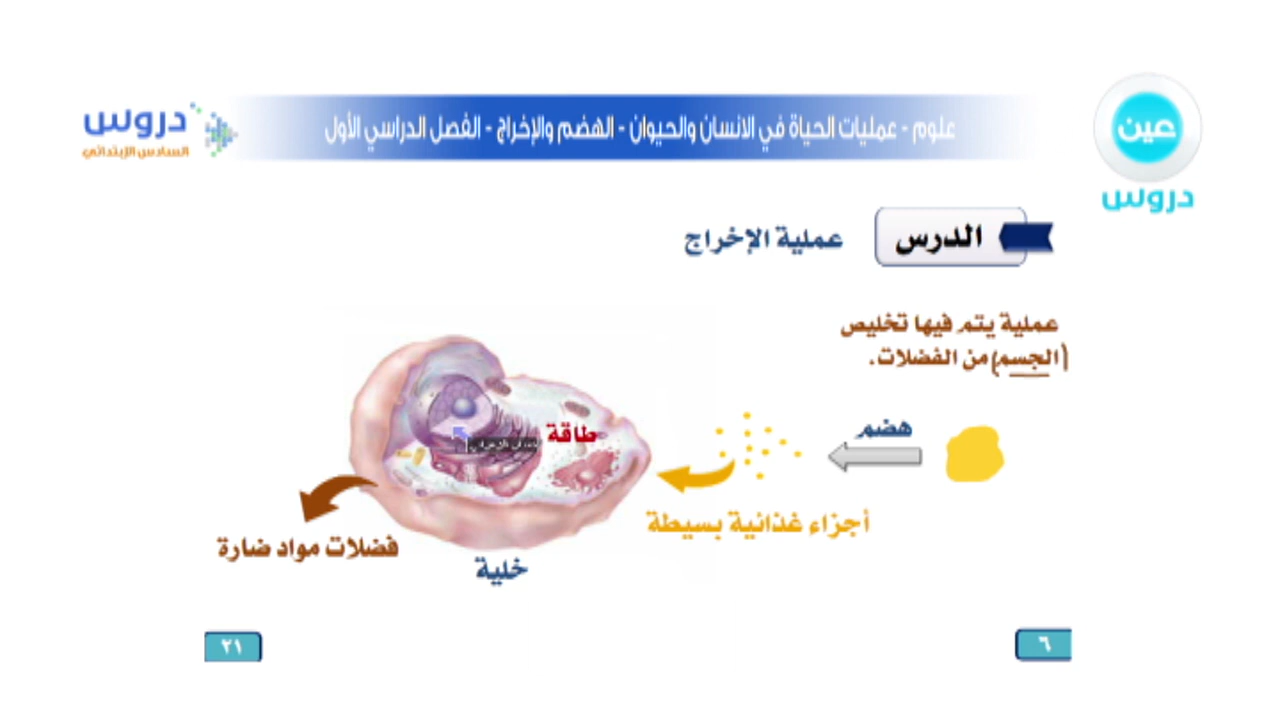 علوم - عمليات الحياة في الانسان والحيوان - الهضم والإخراج - الفصل الدراسي الأول
عين
دروس
دروس
السادس الإبتدائي
الدرس
عملية الإخراج
عملية يتم فيها تخليص
(الجسم) من الفضلات.
هضم
طاقة
أجزاء غذائية بسيطة
فضلات مواد ضارة
خلية
٦
٢١